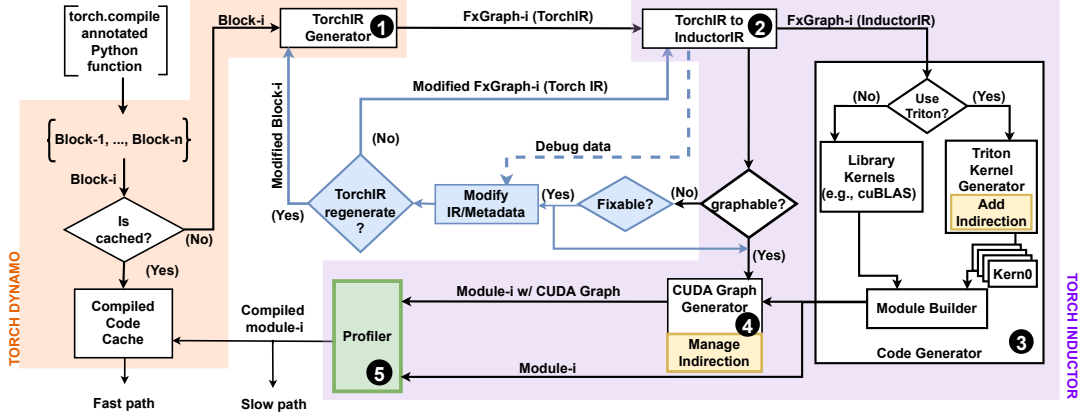 torch.compile
annotated
Python
function
Block-i
TorchIR
Generator
1
FxGraph-i (TorchIR)
TorchIR to
InductorIR
2
FxGraph-i (InductorIR)
Modified Block-i
Modified FxGraph-i (Torch IR)
{Block-1, ..., Block-n}
Block-i
Is
cached?
(No)
(Yes)
(No)
TorchIR
regenerate
?
(Yes)
Debug data
Modify
IR/Metadata
(Yes)
Fixable?
(No)
graphable?
(Yes)
(No)
Use
Triton?
(Yes)
Library
Kernels
(e.g., cuBLAS)
Triton
Kernel
Generator
Add
Indirection
Kern0
Module Builder
Code Generator
3
CUDA Graph
Generator
4
Manage
Indirection
Module-i w/ CUDA Graph
Module-i
Profiler
5
Compiled
module-i
Compiled
Code
Cache
Fast path
Slow path
TORCH DYNAMO
TORCH INDUCTOR